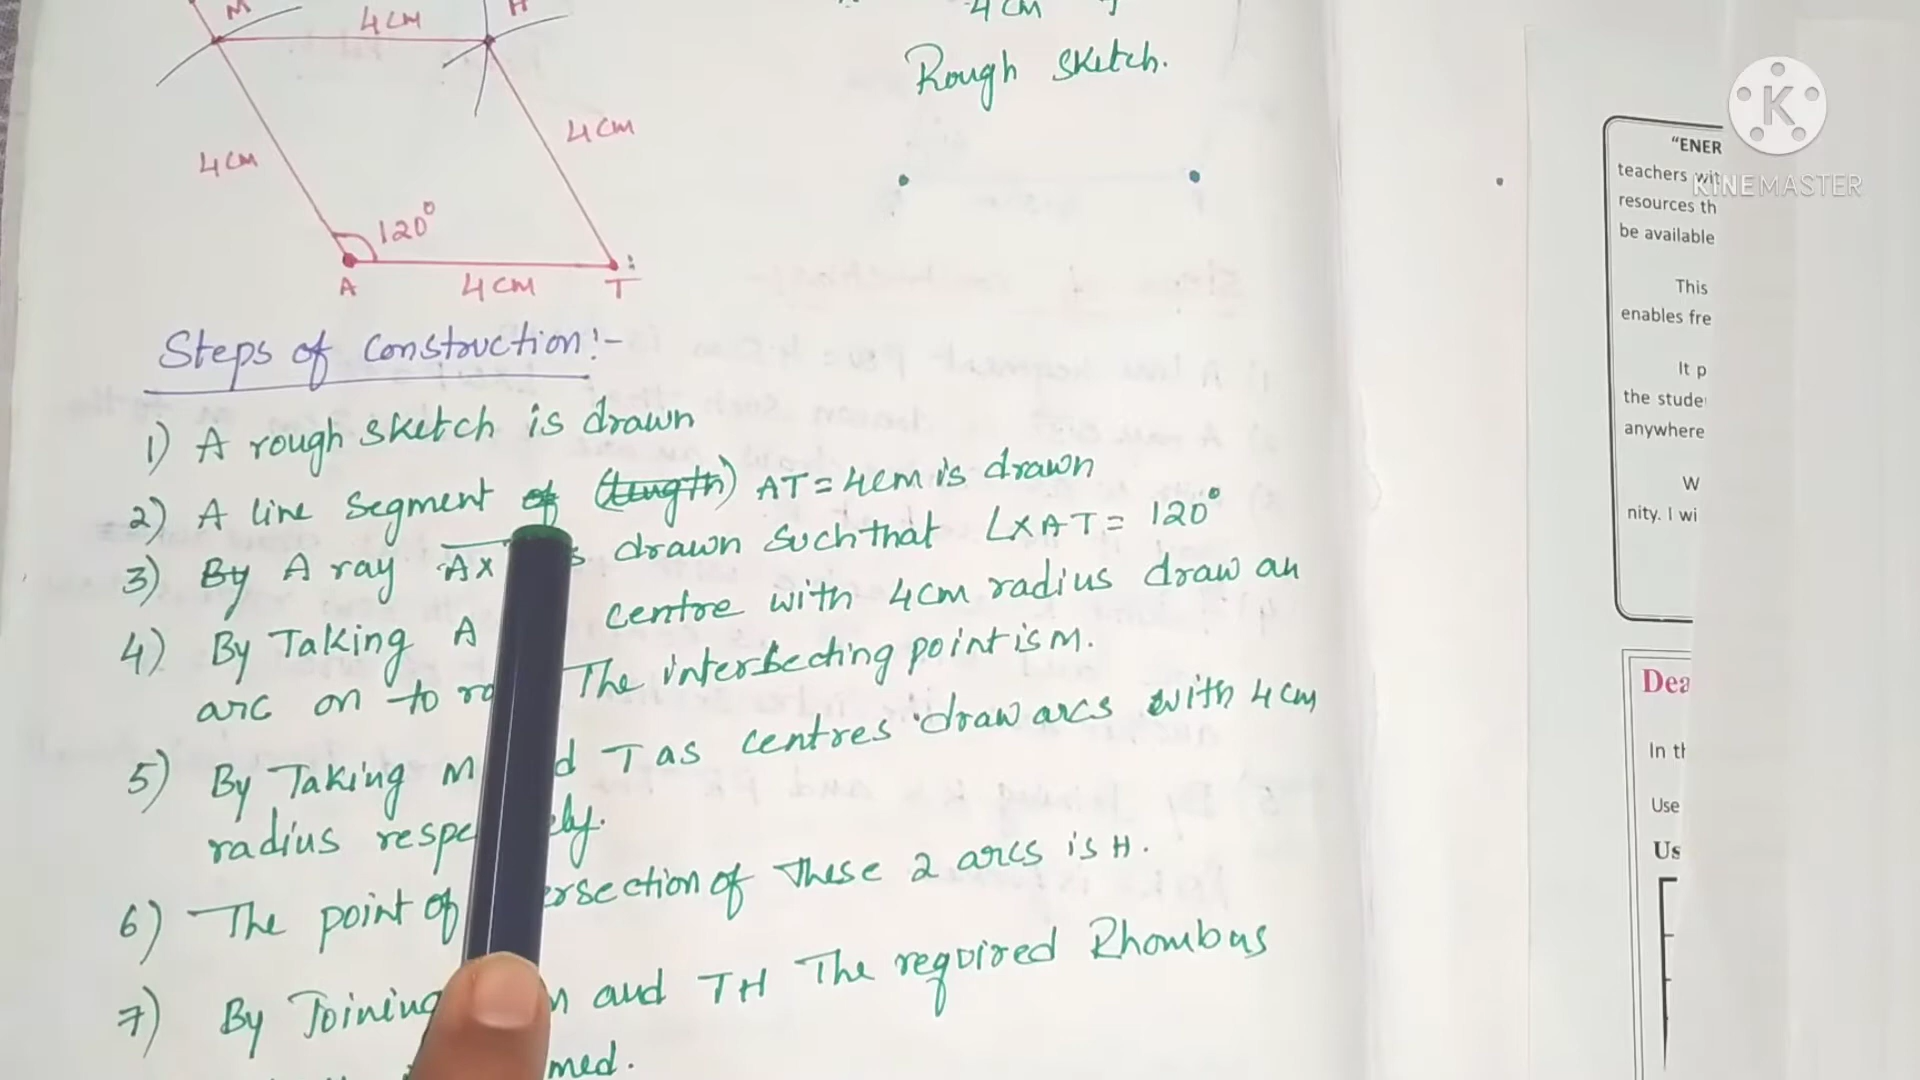 M
4cm
H
4cm
Rough sketch.
4cm
4cm
120°
A
4cm
T
Steps of construction:-
1) A rough sketch is drawn
2) A line segment of (length) AT = 4cm is drawn
3) By A ray AX drawn such that ∠XAT = 120°
4) By Taking A centre with 4cm radius draw an
arc on to The intersecting point is M.
5) By Taking M T as centres draw arcs with 4cm
radius
6) The point of of These 2 arcs is H.
7) By Joining and TH The required Rhombus
"ENER
teachers wit
resources th
be available
This
enables fre
It p
the stude
anywhere
W
nity. I wi
Dea
In th
Use
Us
K
KINEMASTER